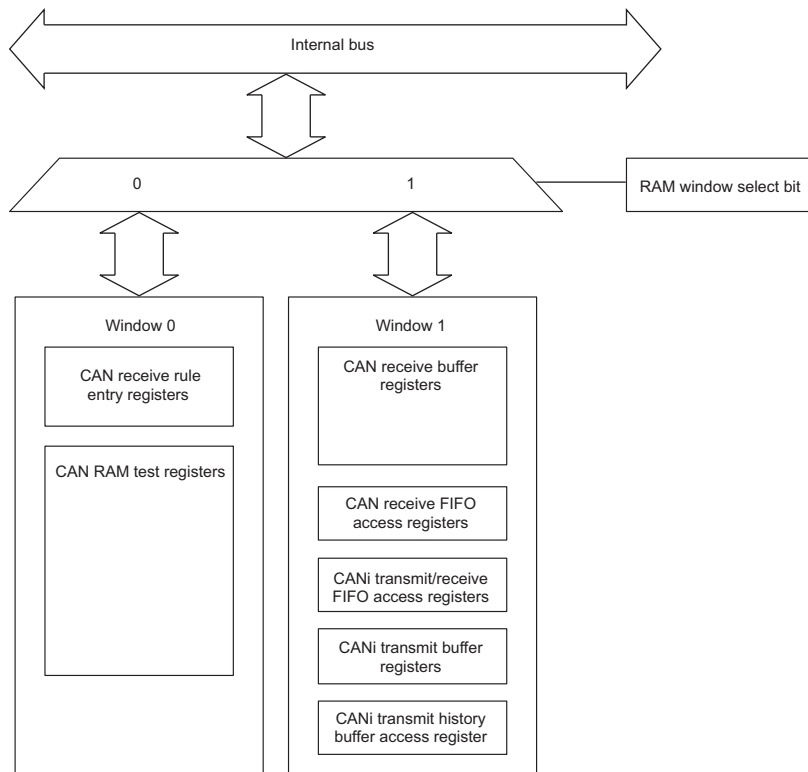 Internal bus
0
1
RAM window select bit
Window 0
CAN receive rule
entry registers
CAN RAM test registers
Window 1
CAN receive buffer
registers
CAN receive FIFO
access registers
CANi transmit/receive
FIFO access registers
CANi transmit buffer
registers
CANi transmit history
buffer access register